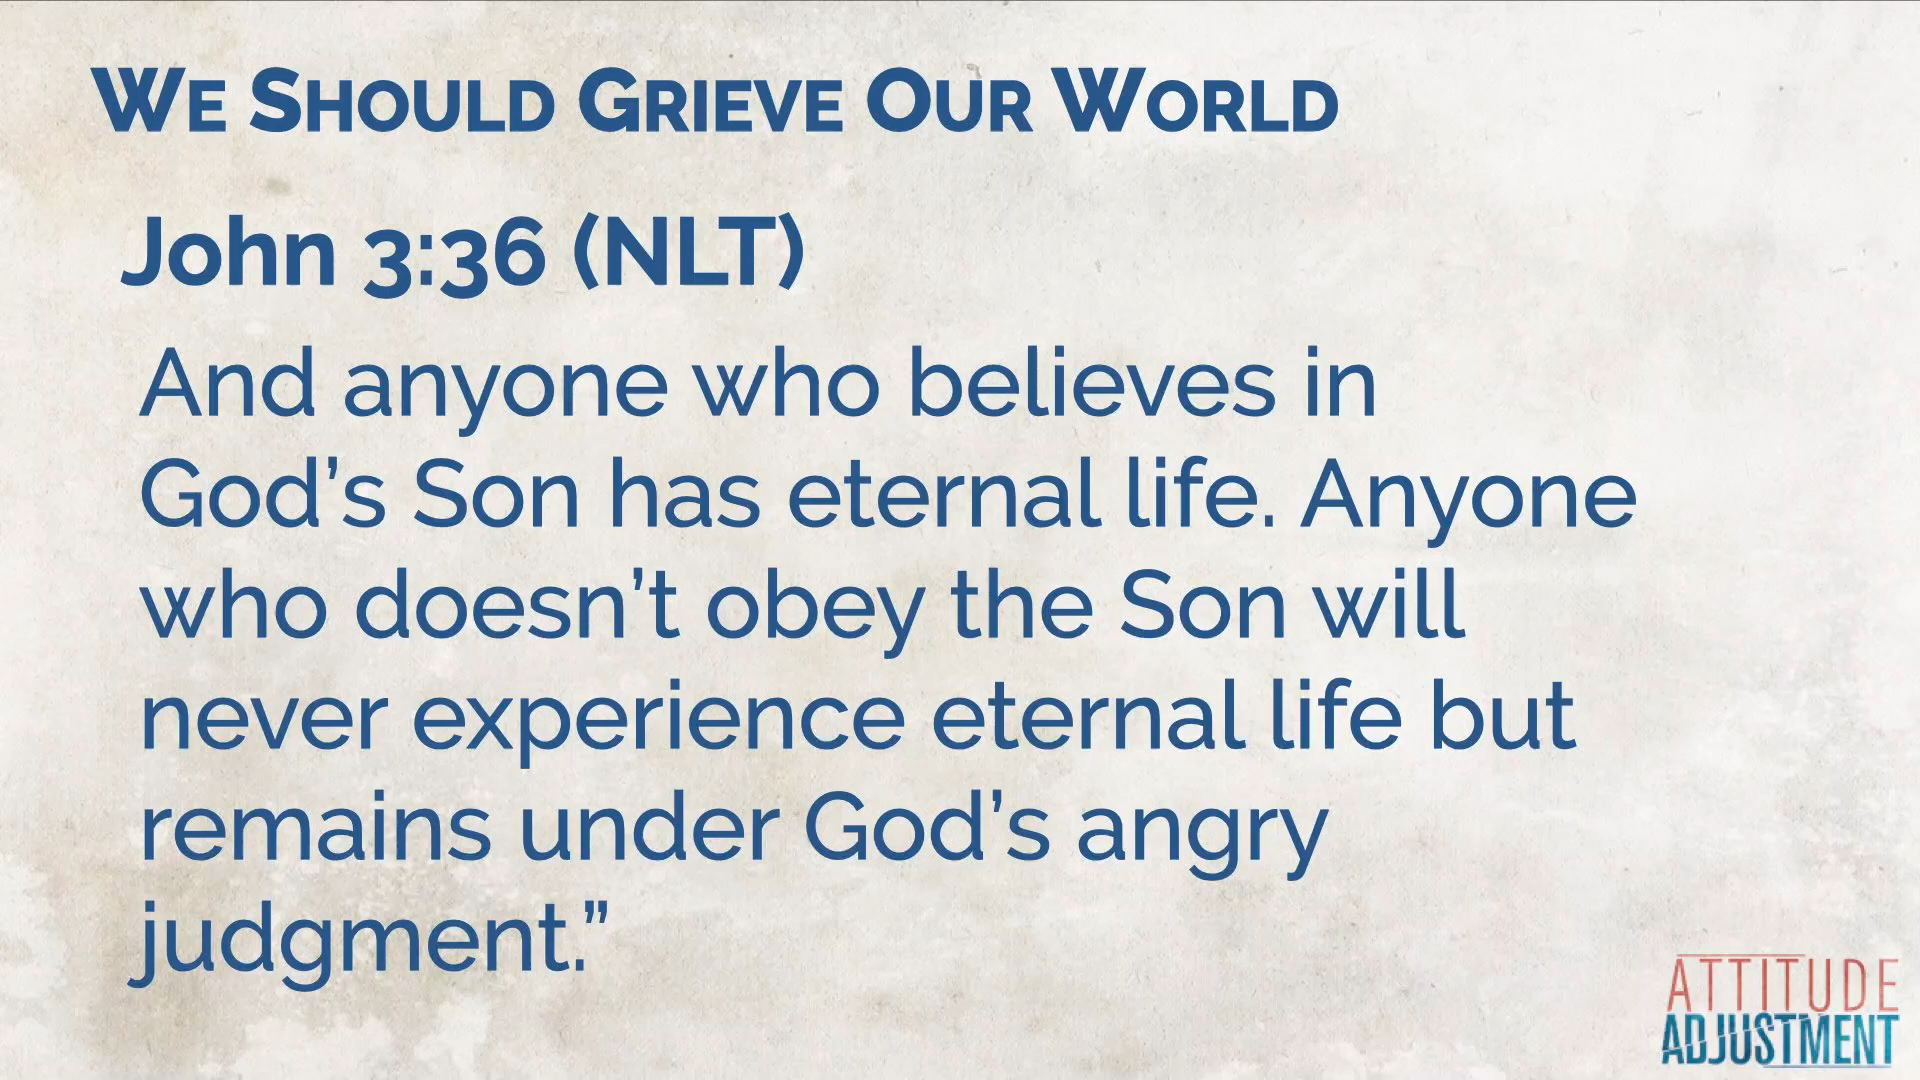 We Should Grieve Our World
John 3:36 (NLT)
And anyone who believes in
God’s Son has eternal life. Anyone
who doesn’t obey the Son will
never experience eternal life but
remains under God’s angry
judgment.”
ATTITUDE
ADJUSTMENT